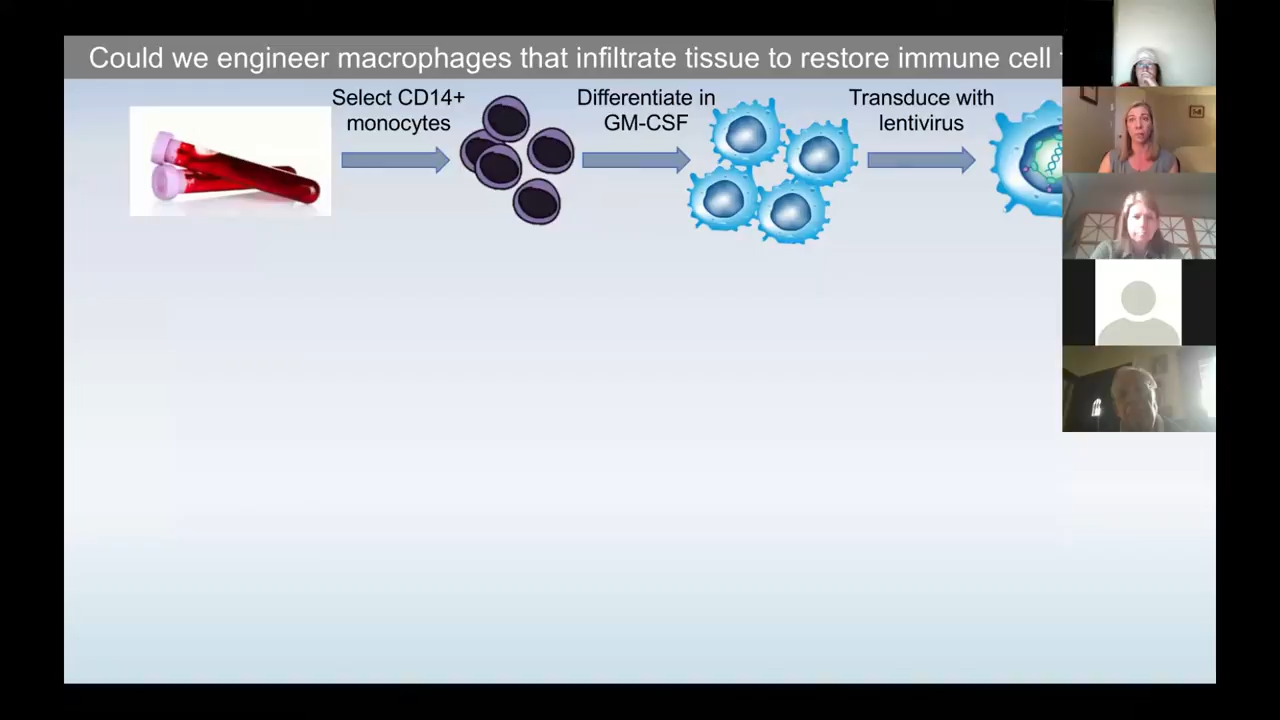 Could we engineer macrophages that infiltrate tissue to restore immune cell
Select CD14+
monocytes
Differentiate in
GM-CSF
Transduce with
lentivirus